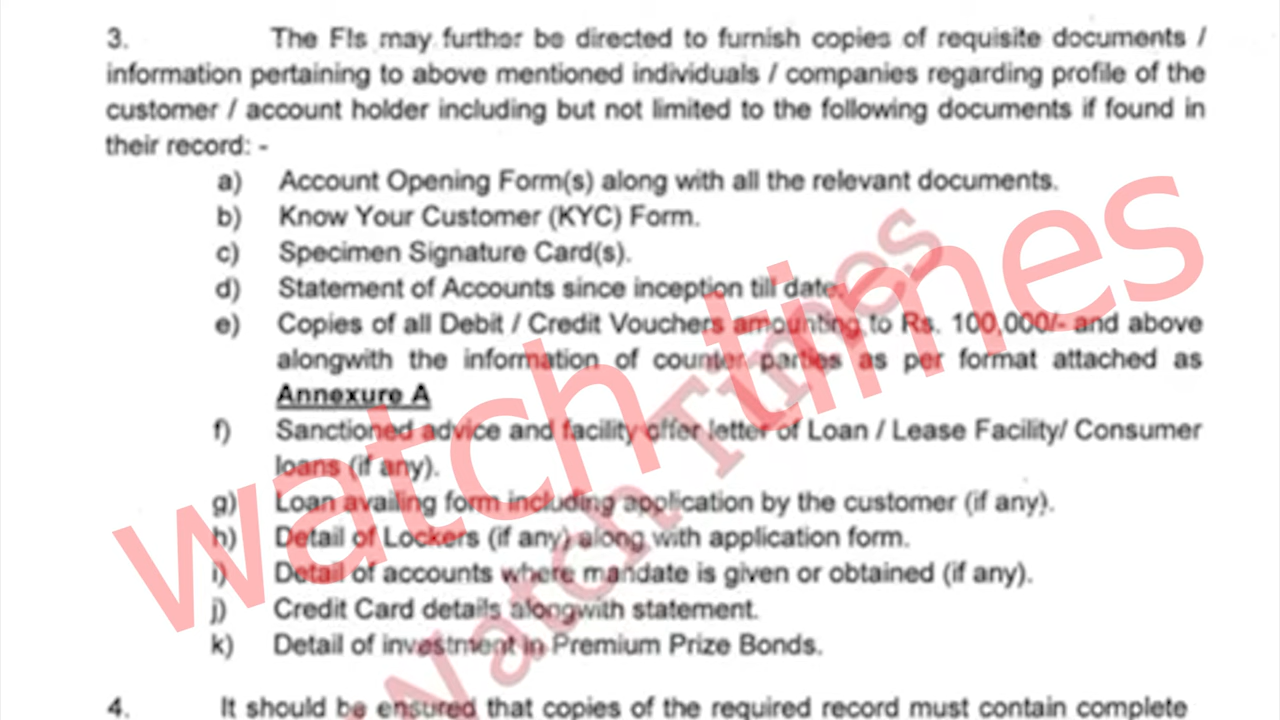 3. The FIs may further be directed to furnish copies of requisite documents /
information pertaining to above mentioned individuals / companies regarding profile of the
customer / account holder including but not limited to the following documents if found in
their record: -
a) Account Opening Form(s) along with all the relevant documents.
b) Know Your Customer (KYC) Form.
c) Specimen Signature Card(s).
d) Statement of Accounts since inception till date.
e) Copies of all Debit / Credit Vouchers amounting to Rs. 100,000/- and above
alongwith the information of counter parties as per format attached as
Annexure A
f) Sanctioned advice and facility offer letter of Loan / Lease Facility/ Consumer
loans (if any).
g) Loan availing form including application by the customer (if any).
h) Detail of Lockers (if any) along with application form.
i) Detail of accounts where mandate is given or obtained (if any).
j) Credit Card details alongwith statement.
k) Detail of investment in Premium Prize Bonds.
4. It should be ensured that copies of the required record must contain complete
watch times
Watch Times